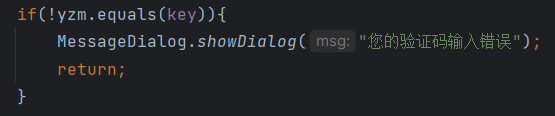 if(!yzm.equals(key)){
MessageDialog.showDialog( msg: "您的验证码输入错误");
return;
}